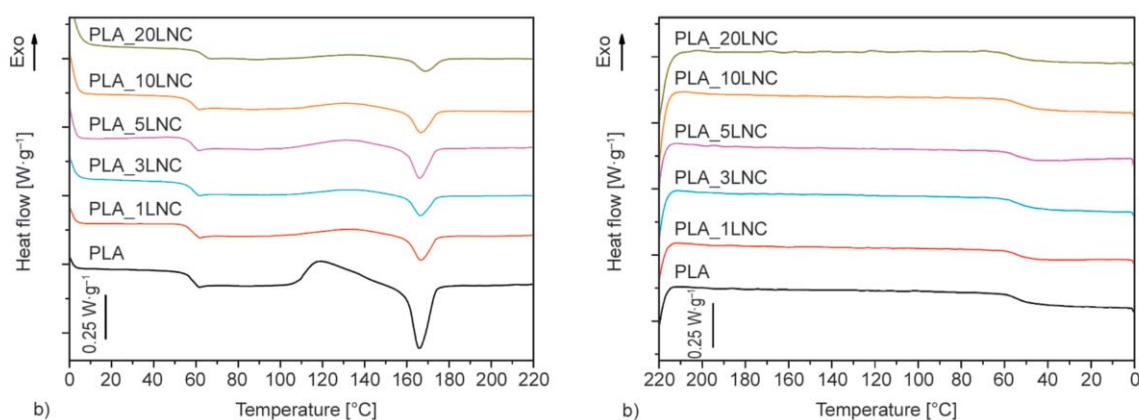 Exo
Heat flow [W·g⁻¹]
PLA_20LNC
PLA_10LNC
PLA_5LNC
PLA_3LNC
PLA_1LNC
PLA
0.25 W·g⁻¹
0 20 40 60 80 100 120 140 160 180 200 220
b) Temperature [°C]
Exo
Heat flow [W·g⁻¹]
PLA_20LNC
PLA_10LNC
PLA_5LNC
PLA_3LNC
PLA_1LNC
PLA
0.25 W·g⁻¹
220 200 180 160 140 120 100 80 60 40 20 0
b) Temperature [°C]